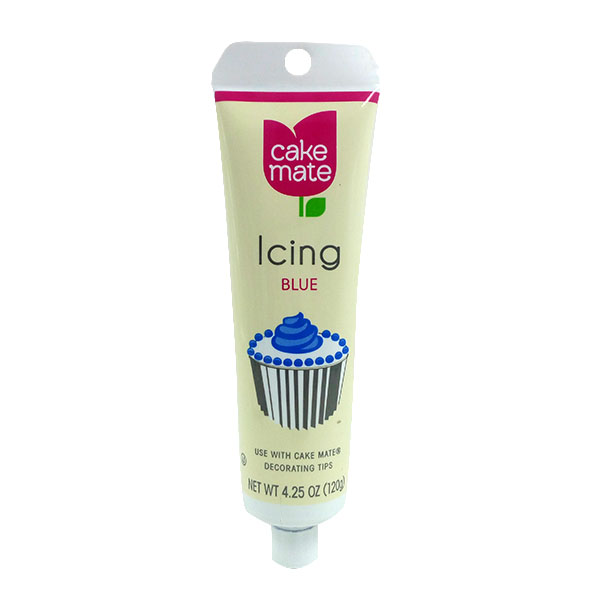 cake
mate
Icing
BLUE
USE WITH CAKE MATE®
DECORATING TIPS
NET WT 4.25 OZ (120g)